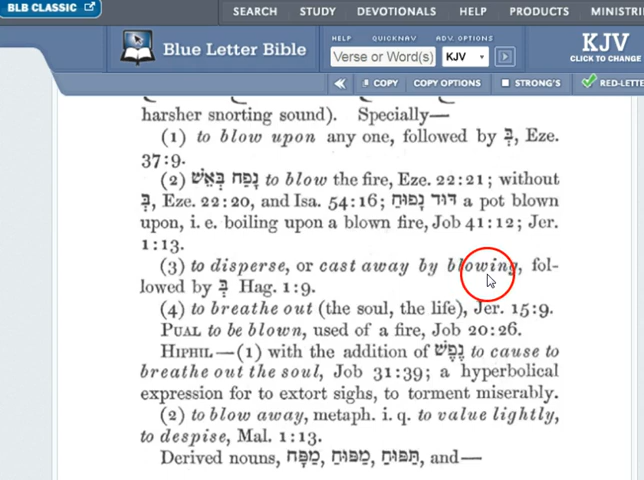 BLB CLASSIC
SEARCH STUDY DEVOTIONALS HELP PRODUCTS MINISTRI
Blue Letter Bible
HELP QUICKNAV ADV. OPTIONS
Verse or Word(s) KJV
KJV
CLICK TO CHANGE
COPY COPY OPTIONS STRONG'S RED-LETTE
harsher snorting sound). Specially—
(1) to blow upon any one, followed by בְּ, Eze.
37:9.
(2) נָפַח בְּאֵשׁ to blow the fire, Eze. 22:21; without
בְּ, Eze. 22:20, and Isa. 54:16; דּוּד נָפוּחַ a pot blown
upon, i. e. boiling upon a blown fire, Job 41:12; Jer.
1:13.
(3) to disperse, or cast away by blowing, fol-
lowed by בְּ Hag. 1:9.
(4) to breathe out (the soul, the life), Jer. 15:9.
PUAL to be blown, used of a fire, Job 20:26.
HIPHIL—(1) with the addition of נֶפֶשׁ to cause to
breathe out the soul, Job 31:39; a hyperbolical
expression for to extort sighs, to torment miserably.
(2) to blow away, metaph. i. q. to value lightly,
to despise, Mal. 1:13.
Derived nouns, תַּפּוּחַ, מַפּוּחַ, מַפָּח, and—